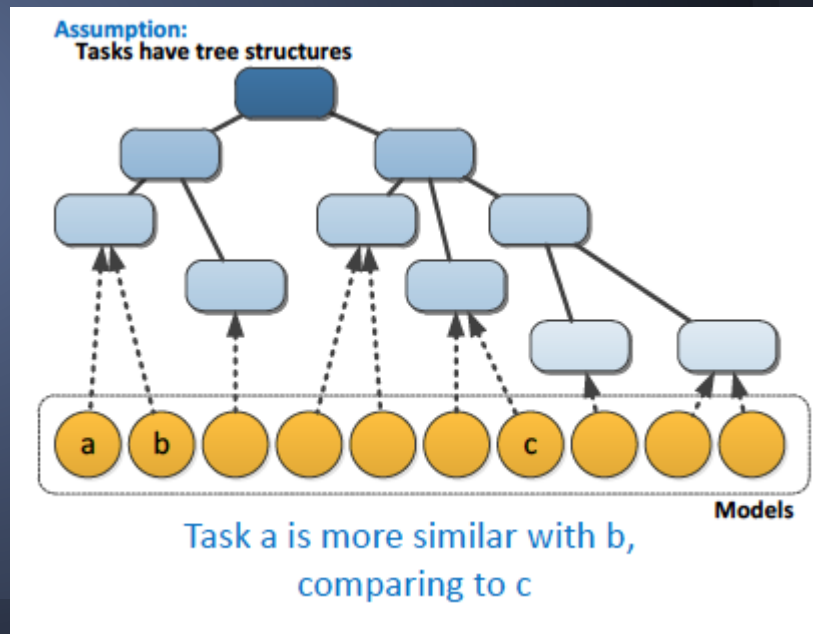 Assumption:
Tasks have tree structures
a b c
Models
Task a is more similar with b,
comparing to c